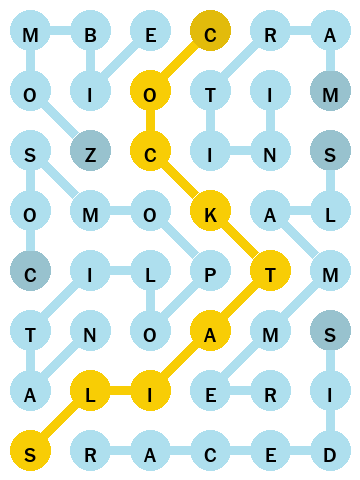 M B E C R A
O I O T I M
S Z C I N S
O M O K A L
C I L P T M
T N O A M S
A L I E R I
S R A C E D